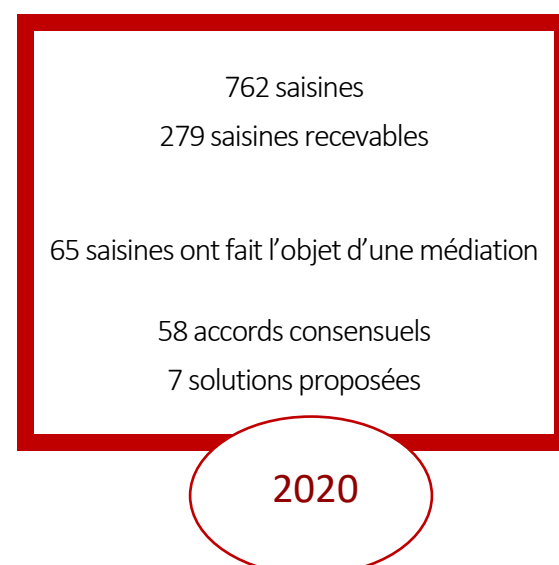 762 saisines
279 saisines recevables
65 saisines ont fait l’objet d’une médiation
58 accords consensuels
7 solutions proposées
2020